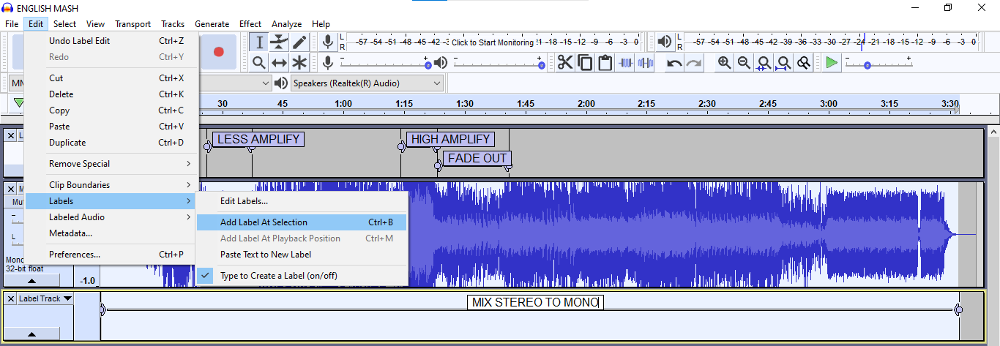 ENGLISH MASH
File Edit Select View Transport Tracks Generate Effect Analyze Help
Undo Label Edit Ctrl+Z
Redo Ctrl+Y
Cut Ctrl+X
Delete Ctrl+K
Copy Ctrl+C
Paste Ctrl+V
Duplicate Ctrl+D
Remove Special
Clip Boundaries
Labels
Labeled Audio
Metadata...
Preferences... Ctrl+P
Edit Labels...
Add Label At Selection Ctrl+B
Add Label At Playback Position Ctrl+M
Paste Text to New Label
Type to Create a Label (on/off)
L
R
-57 -54 -51 -48 -45 -42 -3 Click to Start Monitoring !1 -18 -15 -12 -9 -6 -3 0
L
R
-57 -54 -51 -48 -45 -42 -39 -36 -33 -30 -27 -24 -21 -18 -15 -12 -9 -6 -3 0
MM
Speakers (Realtek(R) Audio)
30 45 1:00 1:15 1:30 1:45 2:00 2:15 2:30 2:45 3:00 3:15 3:30
L
LESS AMPLIFY
HIGH AMPLIFY
FADE OUT
M
Mu
L
Mono
32-bit float
-1.0
Label Track
MIX STEREO TO MONO